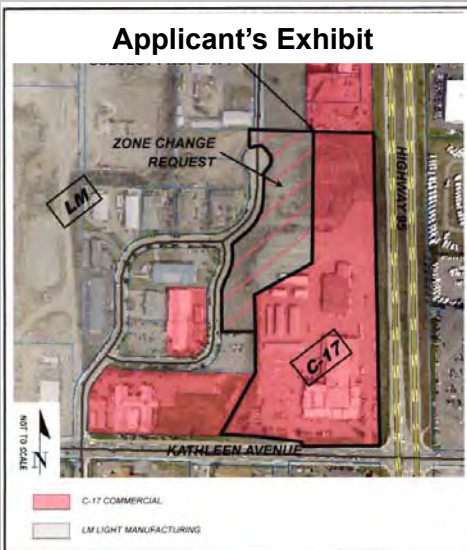 Applicant's Exhibit
ZONE CHANGE
REQUEST
LM
HIGHWAY 95
C-17
KATHLEEN AVENUE
NOT TO SCALE
N
C-17 COMMERCIAL
LM LIGHT MANUFACTURING